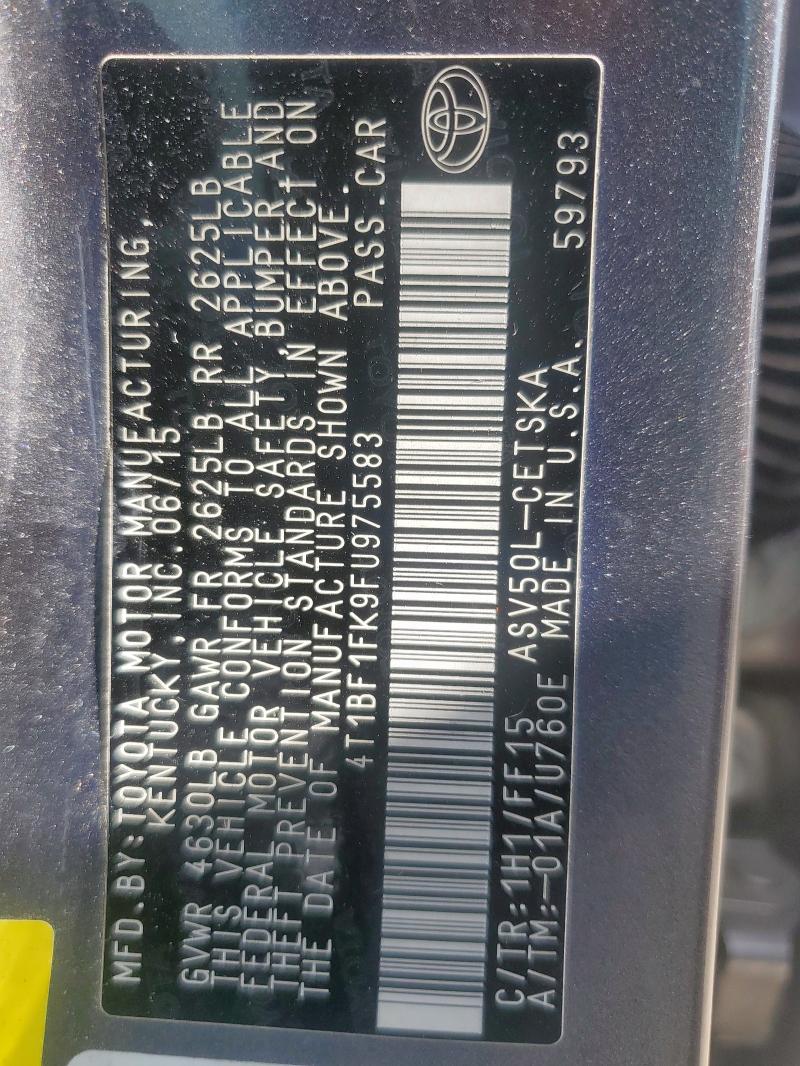 MFD.BY:TOYOTA MOTOR MANUFACTURING,
KENTUCKY,INC.06/15
GVWR 4630LB GAWR FR 2625LB RR 2625LB
THIS VEHICLE CONFORMS TO ALL APPLICABLE
FEDERAL MOTOR VEHICLE SAFETY,BUMPER,AND
THEFT PREVENTION STANDARDS IN EFFECT ON
THE DATE OF MANUFACTURE SHOWN ABOVE.
4T1BF1FK9FU975583 PASS.CAR
C/TR:1H1/FF15 ASV50L-CETSKA
A/TM:-01A/U760E MADE IN U.S.A. 59793